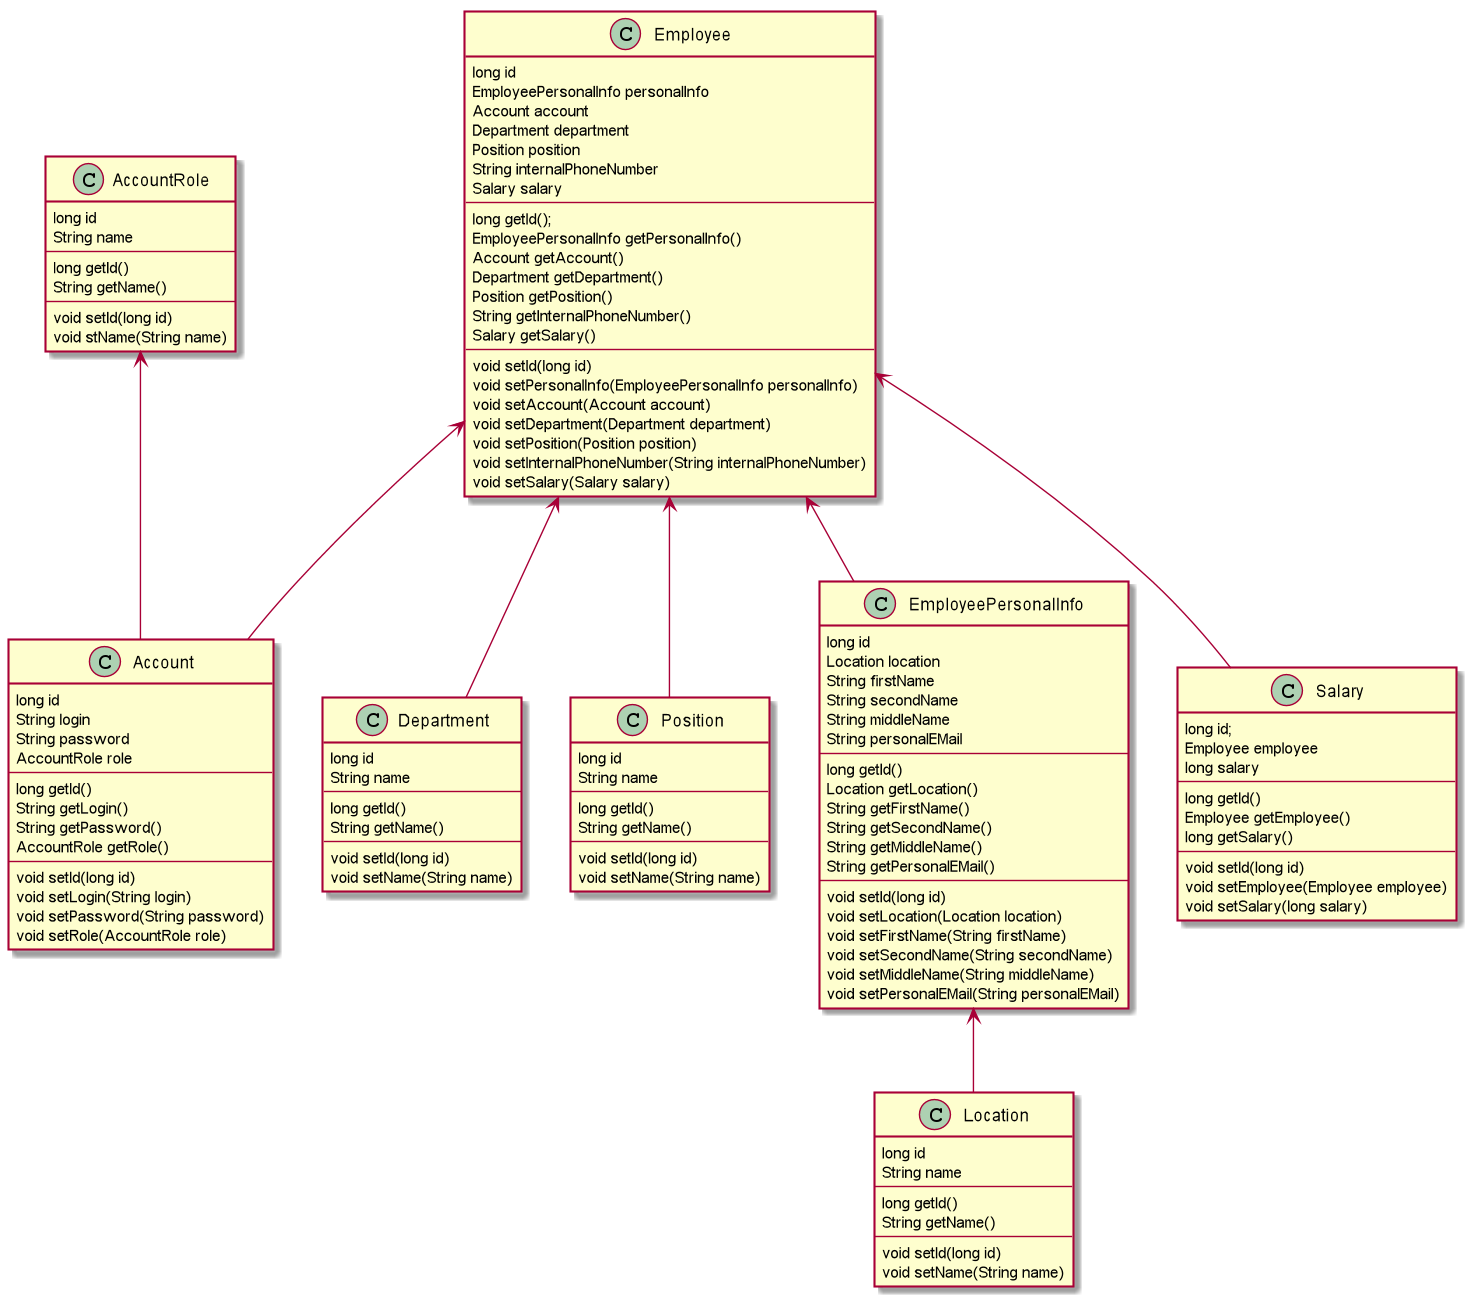 C Employee
long id
EmployeePersonalInfo personalInfo
Account account
Department department
Position position
String internalPhoneNumber
Salary salary
long getId();
EmployeePersonalInfo getPersonalInfo()
Account getAccount()
Department getDepartment()
Position getPosition()
String getInternalPhoneNumber()
Salary getSalary()
void setId(long id)
void setPersonalInfo(EmployeePersonalInfo personalInfo)
void setAccount(Account account)
void setDepartment(Department department)
void setPosition(Position position)
void setInternalPhoneNumber(String internalPhoneNumber)
void setSalary(Salary salary)
C AccountRole
long id
String name
long getId()
String getName()
void setId(long id)
void stName(String name)
C Account
long id
String login
String password
AccountRole role
long getId()
String getLogin()
String getPassword()
AccountRole getRole()
void setId(long id)
void setLogin(String login)
void setPassword(String password)
void setRole(AccountRole role)
C Department
long id
String name
long getId()
String getName()
void setId(long id)
void setName(String name)
C Position
long id
String name
long getId()
String getName()
void setId(long id)
void setName(String name)
C EmployeePersonalInfo
long id
Location location
String firstName
String secondName
String middleName
String personalEMail
long getId()
Location getLocation()
String getFirstName()
String getSecondName()
String getMiddleName()
String getPersonalEMail()
void setId(long id)
void setLocation(Location location)
void setFirstName(String firstName)
void setSecondName(String secondName)
void setMiddleName(String middleName)
void setPersonalEMail(String personalEMail)
C Salary
long id;
Employee employee
long salary
long getId()
Employee getEmployee()
long getSalary()
void setId(long id)
void setEmployee(Employee employee)
void setSalary(long salary)
C Location
long id
String name
long getId()
String getName()
void setId(long id)
void setName(String name)